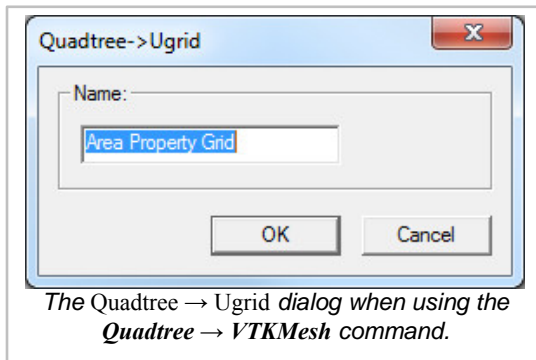 Quadtree->Ugrid
Name:
Area Property Grid
OK
Cancel
The Quadtree → Ugrid dialog when using the
Quadtree → VTKMesh command.